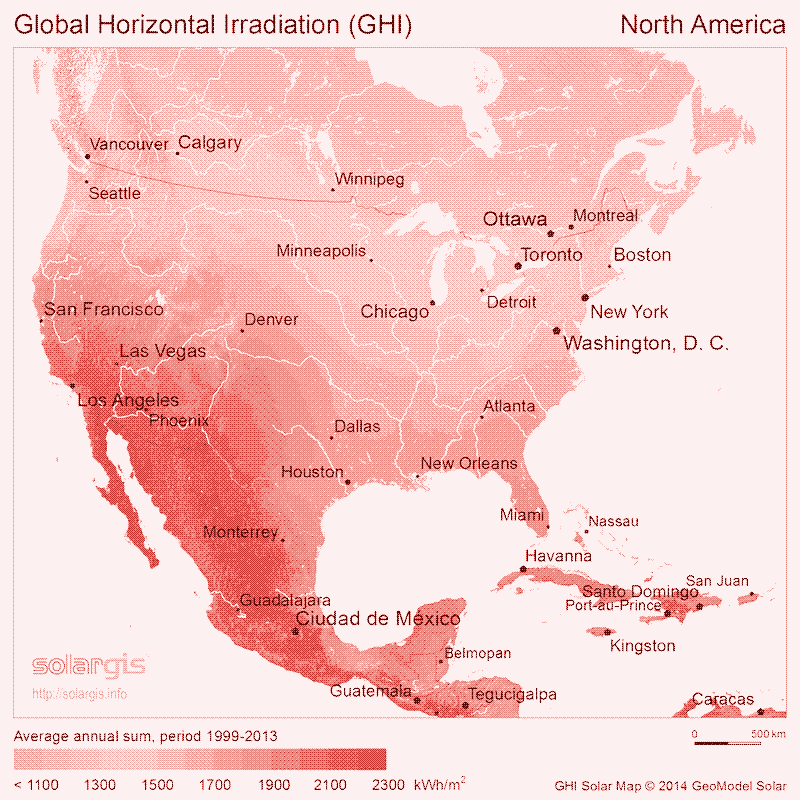 Global Horizontal Irradiation (GHI) North America
Vancouver
Calgary
Seattle
Winnipeg
Ottawa
Montreal
Minneapolis
Toronto
Boston
San Francisco
Chicago
Detroit
New York
Denver
Washington, D. C.
Las Vegas
Los Angeles
Phoenix
Atlanta
Dallas
Houston
New Orleans
Miami
Nassau
Monterrey
Havanna
Santo Domingo
San Juan
Guadalajara
Port-au-Prince
Ciudad de México
Kingston
Belmopan
solargis
http://solargis.info
Guatemala
Tegucigalpa
Caracas
Average annual sum, period 1999-2013
0 500 km
< 1100 1300 1500 1700 1900 2100 2300 kWh/m²
GHI Solar Map © 2014 GeoModel Solar